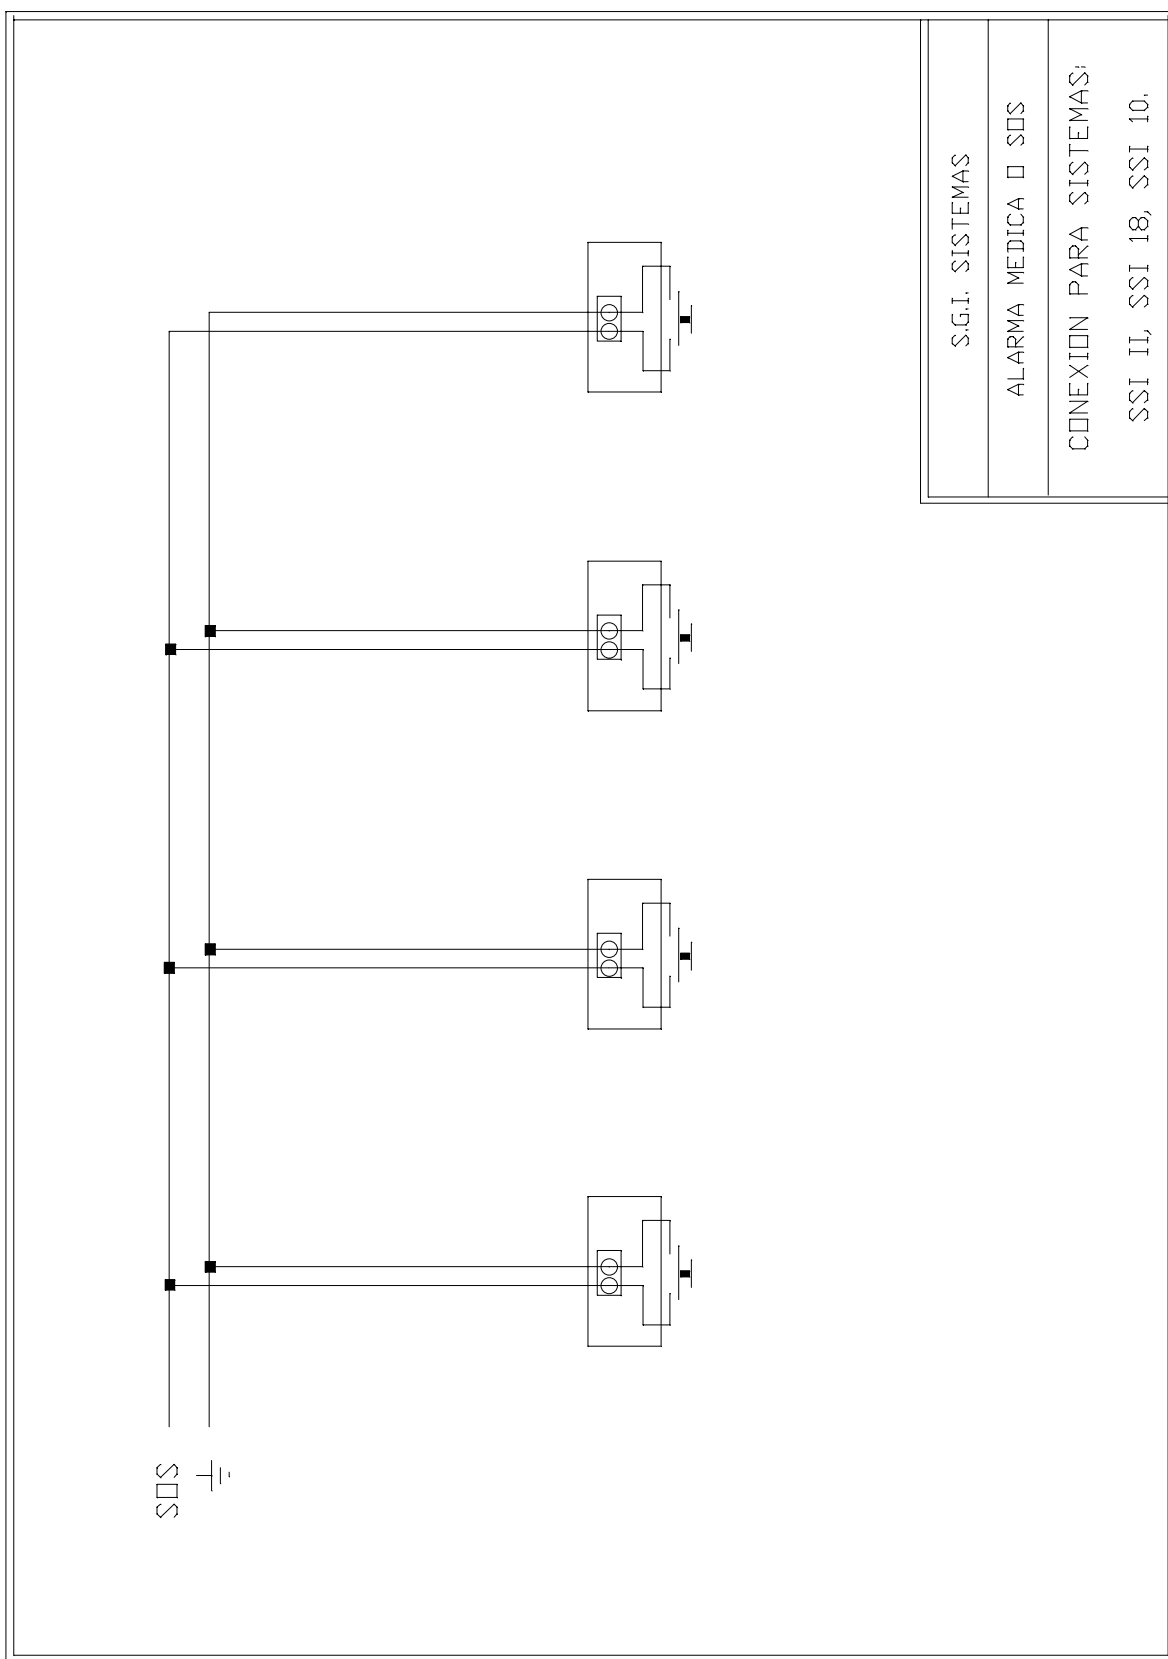 S.G.I. SISTEMAS
ALARMA MEDICA O SOS
CONEXION PARA SISTEMAS:
SSI II, SSI 18, SSI 10.
SOS